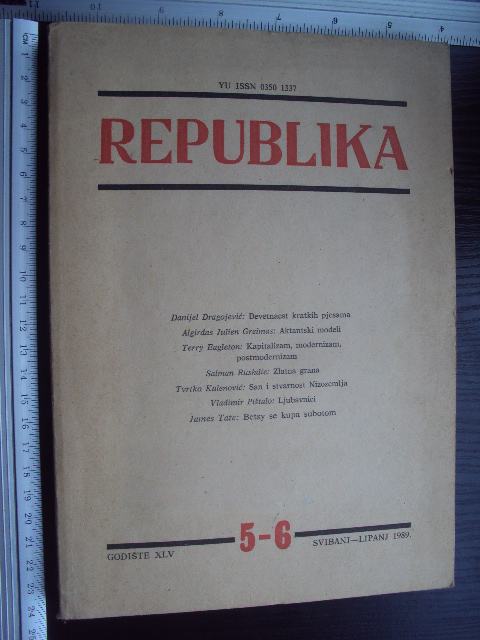 YU ISSN 0350 1337
REPUBLIKA
Danijel Dragojević: Devetnaest kratkih pjesama
Algirdas Julien Greimas: Aktantski modeli
Terry Eagleton: Kapitalizam, modernizam,
postmodernizam
Salman Rushdie: Zlatna grana
Tvrtko Kulenović: San i stvarnost Nizozemlja
Vladimir Pištalo: Ljubavnici
James Tate: Betsy se kupa subotom
GODIŠTE XLV
5-6
SVIBANJ—LIPANJ 1989.